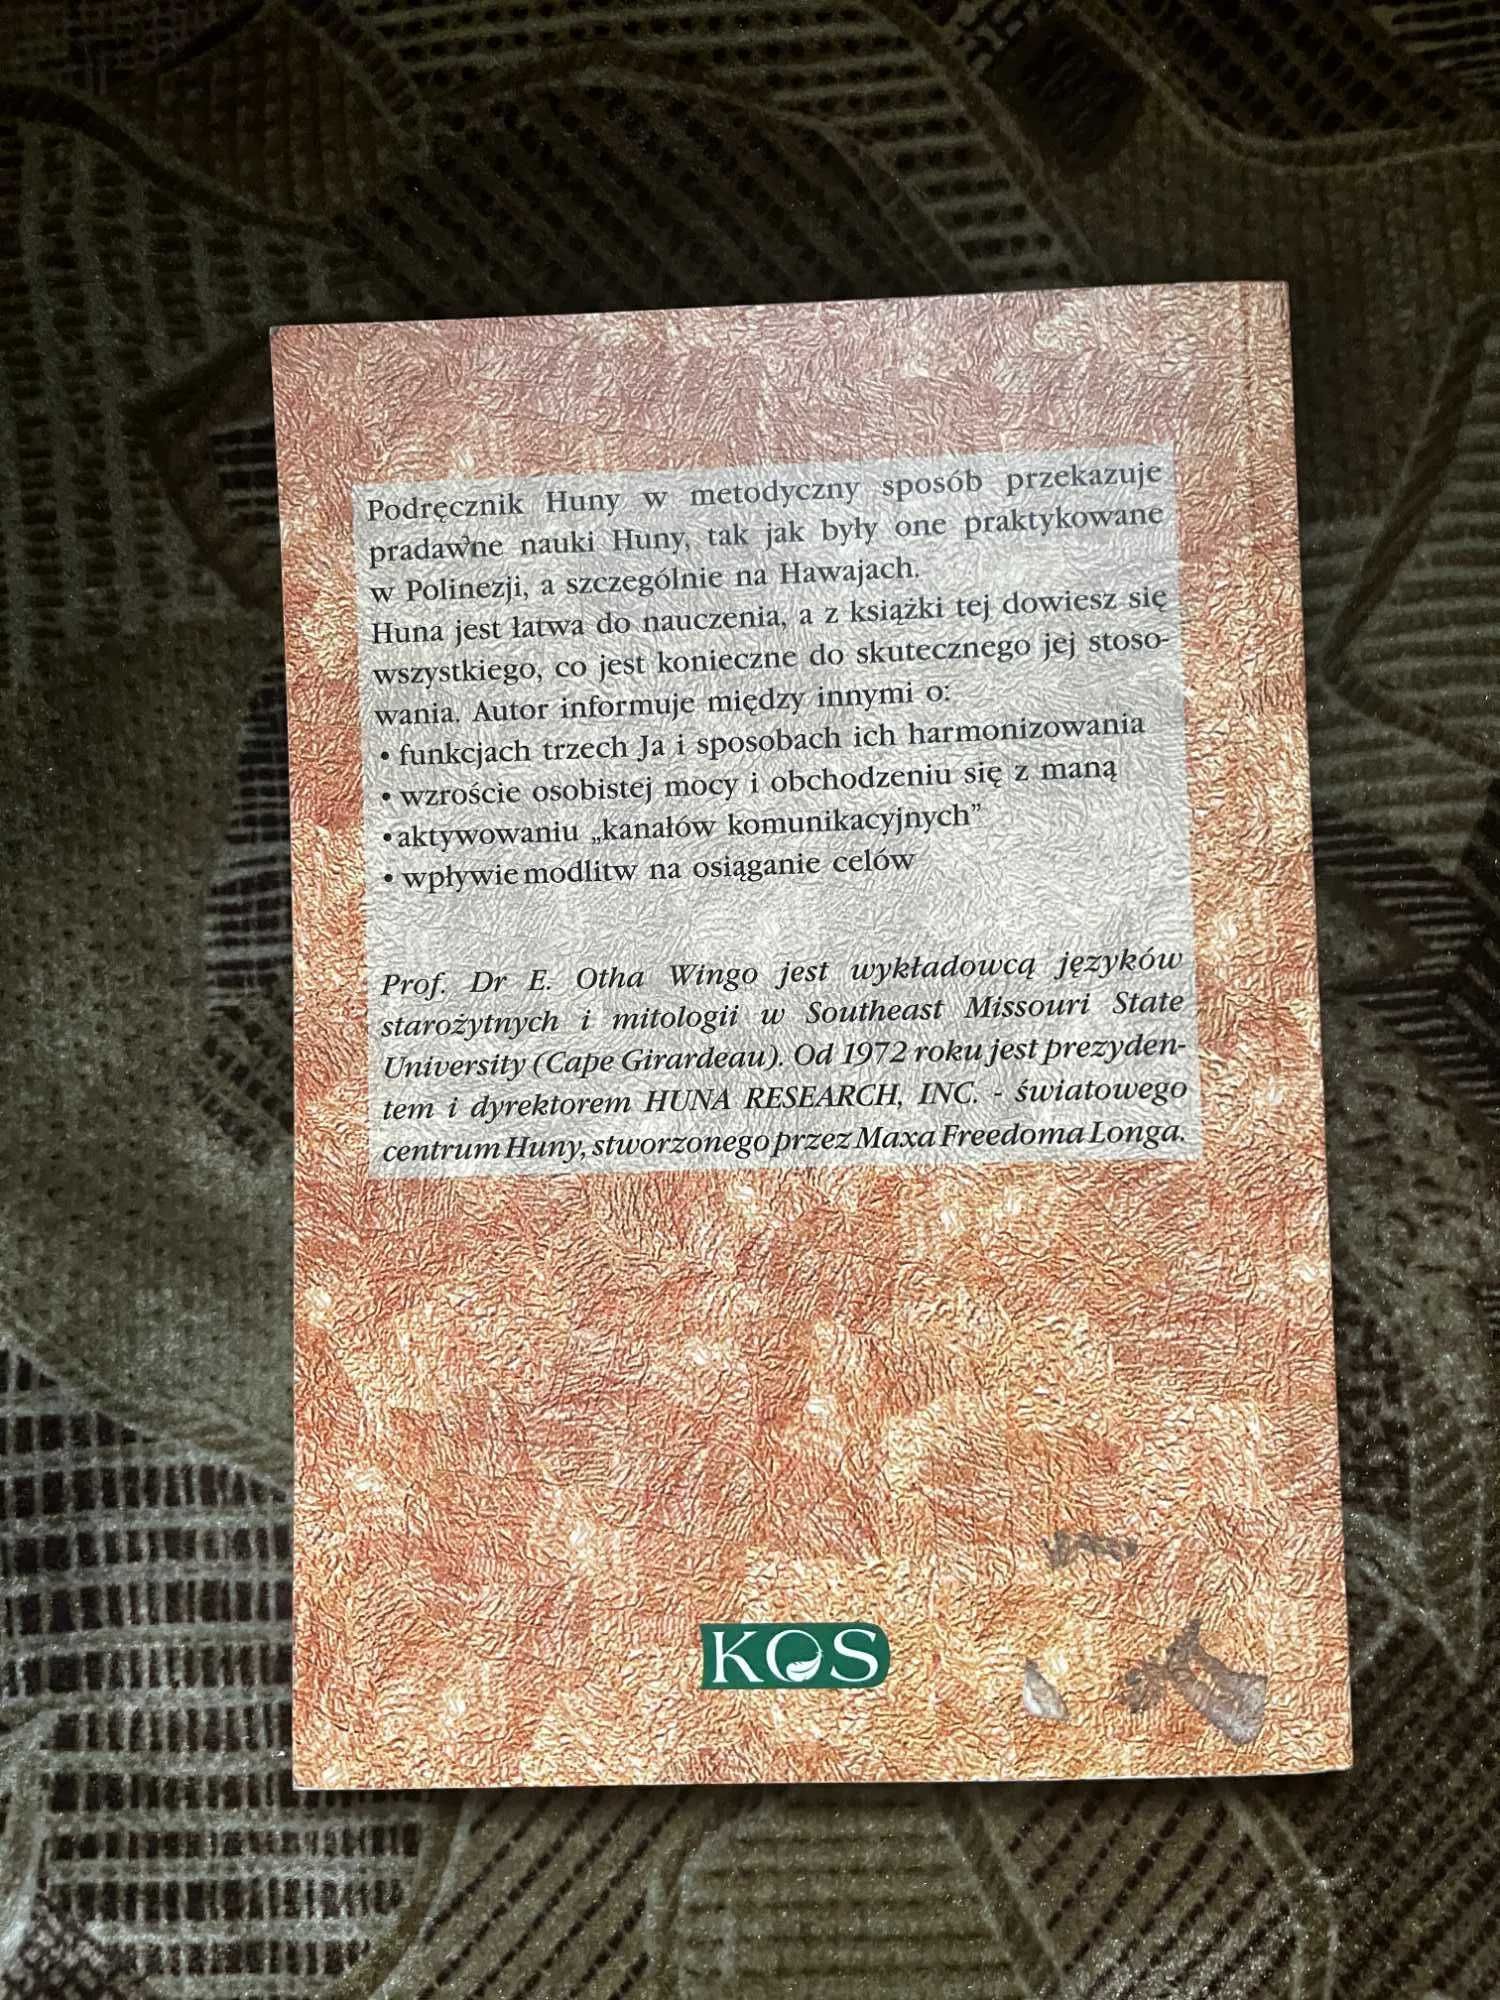 Podręcznik Huny w metodyczny sposób przekazuje
pradawne nauki Huny, tak jak były one praktykowane
w Polinezji, a szczególnie na Hawajach.
Huna jest łatwa do nauczenia, a z książki tej dowiesz się
wszystkiego, co jest konieczne do skutecznego jej stoso-
wania. Autor informuje między innymi o:
• funkcjach trzech Ja i sposobach ich harmonizowania
• wzroście osobistej mocy i obchodzeniu się z maną
• aktywowaniu „kanałów komunikacyjnych”
• wpływie modlitw na osiąganie celów
Prof. Dr E. Otha Wingo jest wykładowcą języków
starożytnych i mitologii w Southeast Missouri State
University (Cape Girardeau). Od 1972 roku jest prezyden-
tem i dyrektorem HUNA RESEARCH, INC. - światowego
centrum Huny, stworzonego przez Maxa Freedoma Longa.
KOS